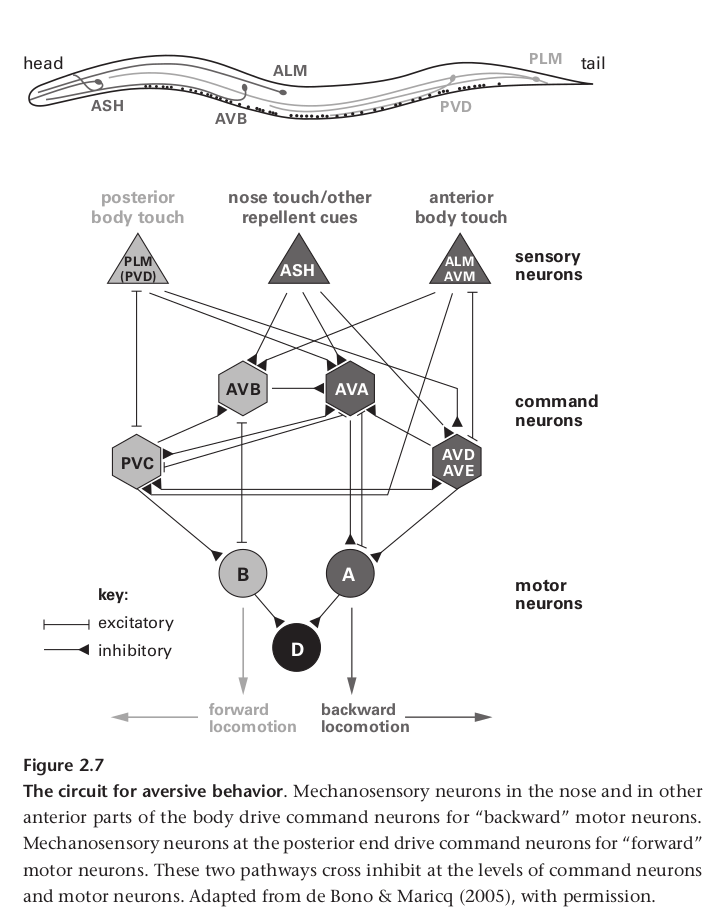 head
ALM
PLM
tail
ASH
AVB
PVD
posterior
body touch
nose touch/other
repellent cues
anterior
body touch
PLM
(PVD)
ASH
ALM
AVM
sensory
neurons
AVB
AVA
command
neurons
PVC
AVD
AVE
B
A
motor
neurons
key:
excitatory
inhibitory
D
forward
locomotion
backward
locomotion
Figure 2.7
The circuit for aversive behavior. Mechanosensory neurons in the nose and in other
anterior parts of the body drive command neurons for “backward” motor neurons.
Mechanosensory neurons at the posterior end drive command neurons for “forward”
motor neurons. These two pathways cross inhibit at the levels of command neurons
and motor neurons. Adapted from de Bono & Maricq (2005), with permission.